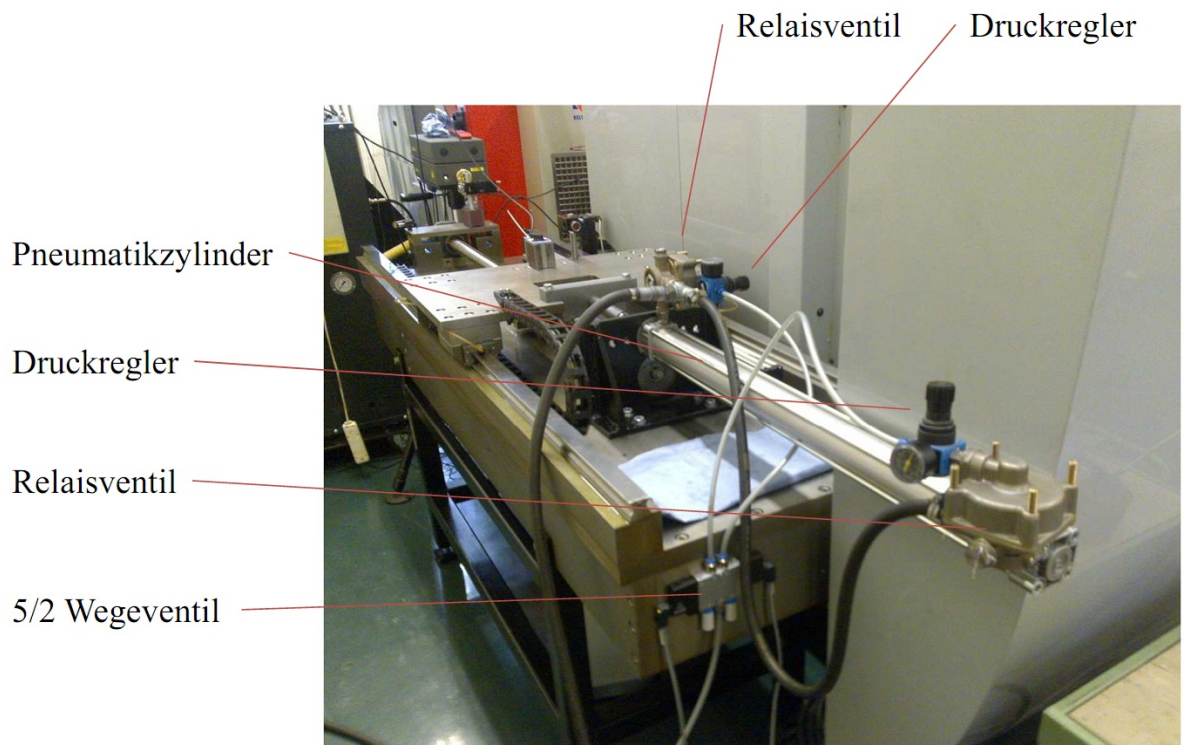 Relaisventil Druckregler
Pneumatikzylinder
Druckregler
Relaisventil
5/2 Wegeventil